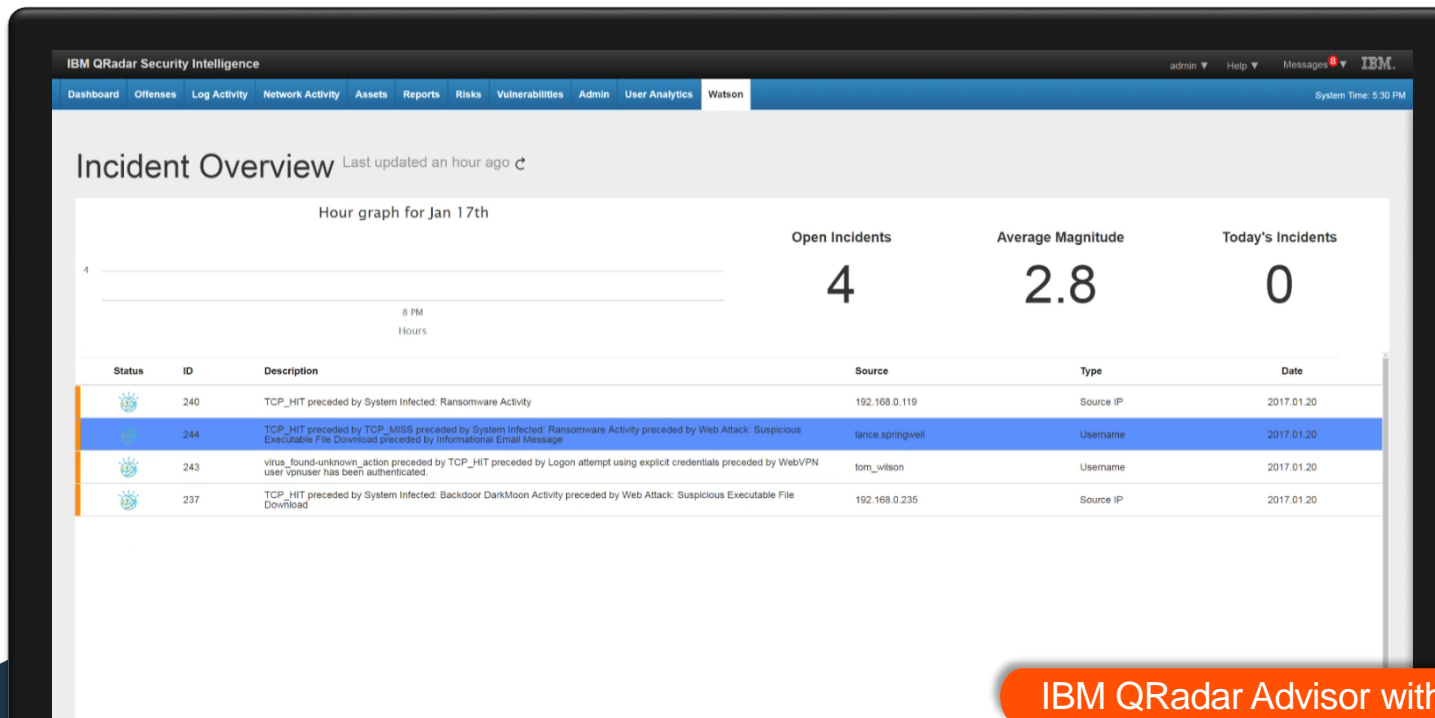 IBM QRadar Security Intelligence
admin ▼ Help ▼ Messages 8 ▼ IBM.
Dashboard Offenses Log Activity Network Activity Assets Reports Risks Vulnerabilities Admin User Analytics Watson System Time: 5:30 PM
Incident Overview Last updated an hour ago
Hour graph for Jan 17th
Open Incidents Average Magnitude Today's Incidents
4
4 2.8 0
8 PM
Hours
Status ID Description Source Type Date
240 TCP_HIT preceded by System Infected: Ransomware Activity 192.168.0.119 Source IP 2017.01.20
244 TCP_HIT preceded by TCP_MISS preceded by System Infected: Ransomware Activity preceded by Web Attack: Suspicious lance.springwell Username 2017.01.20
Executable File Download preceded by Informational Email Message
243 virus_found-unknown_action preceded by TCP_HIT preceded by Logon attempt using explicit credentials preceded by WebVPN tom_wilson Username 2017.01.20
user vpnuser has been authenticated.
237 TCP_HIT preceded by System Infected: Backdoor DarkMoon Activity preceded by Web Attack: Suspicious Executable File 192.168.0.235 Source IP 2017.01.20
Download
IBM QRadar Advisor with